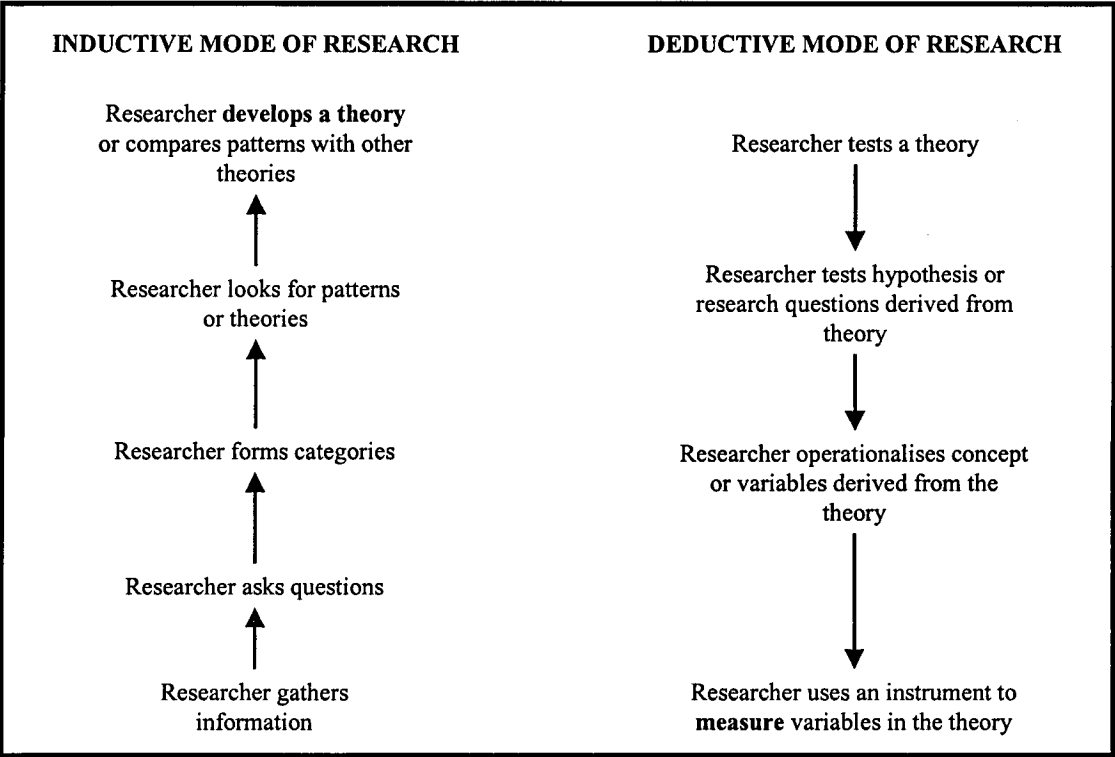 INDUCTIVE MODE OF RESEARCH
Researcher develops a theory
or compares patterns with other
theories
Researcher looks for patterns
or theories
Researcher forms categories
Researcher asks questions
Researcher gathers
information
DEDUCTIVE MODE OF RESEARCH
Researcher tests a theory
Researcher tests hypothesis or
research questions derived from
theory
Researcher operationalises concept
or variables derived from the
theory
Researcher uses an instrument to
measure variables in the theory